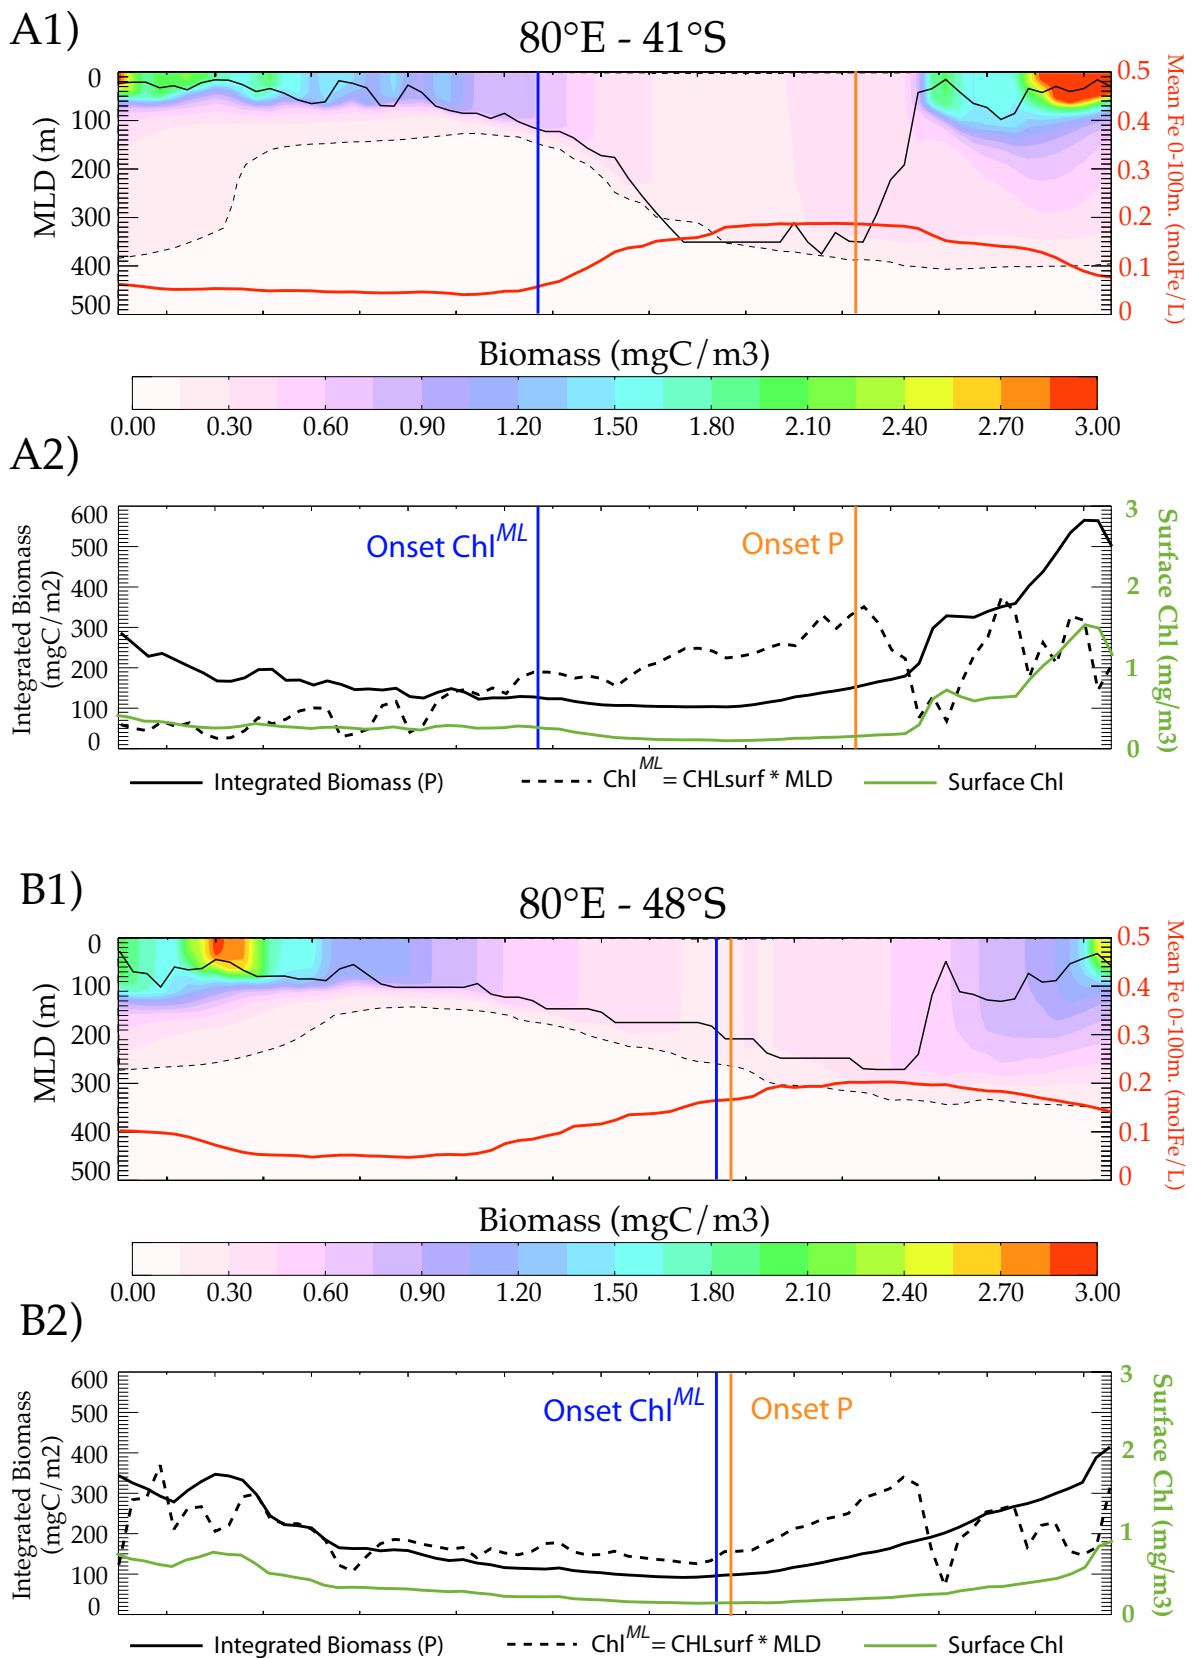 A1)
80°E - 41°S
0
100
200
300
400
500
MLD (m)
0.5
0.4
0.3
0.2
0.1
0
Mean Fe 0-100m. (molFe/L)
Biomass (mgC/m3)
0.00 0.30 0.60 0.90 1.20 1.50 1.80 2.10 2.40 2.70 3.00
A2)
600
500
400
300
200
100
0
Integrated Biomass
(mgC/m2)
Onset Chl^ML
Onset P
3
2
1
0
Surface Chl (mg/m3)
Integrated Biomass (P) Chl^ML = CHLsurf * MLD Surface Chl
B1)
80°E - 48°S
0
100
200
300
400
500
MLD (m)
0.5
0.4
0.3
0.2
0.1
0
Mean Fe 0-100m. (molFe/L)
Biomass (mgC/m3)
0.00 0.30 0.60 0.90 1.20 1.50 1.80 2.10 2.40 2.70 3.00
B2)
600
500
400
300
200
100
0
Integrated Biomass
(mgC/m2)
Onset Chl^ML
Onset P
3
2
1
0
Surface Chl (mg/m3)
Integrated Biomass (P) Chl^ML = CHLsurf * MLD Surface Chl